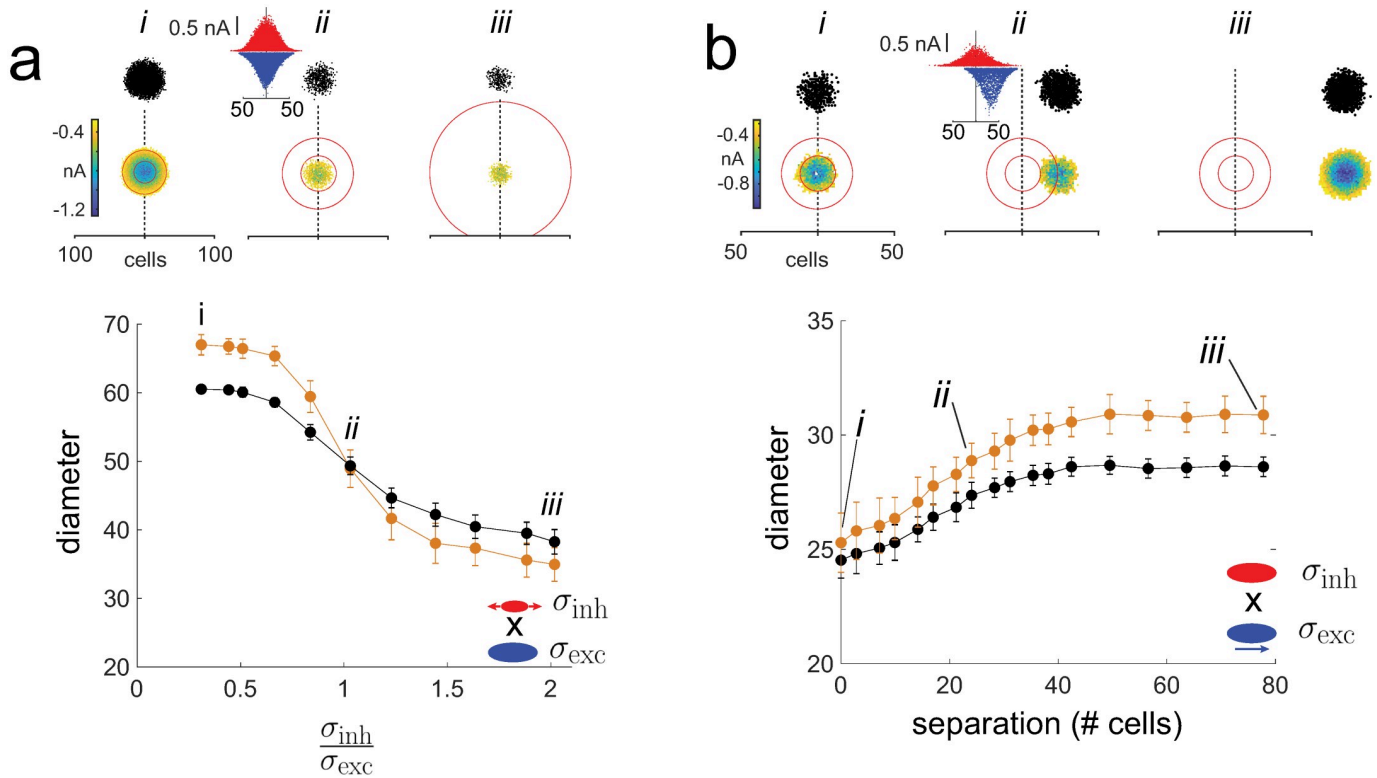 a
i
ii
iii
0.5 nA
50 50
-0.4
nA
-1.2
100 cells 100
70
60
50
40
30
20
diameter
i
ii
iii
σinh
X
σexc
0 0.5 1 1.5 2
σinh
σexc
b
i
ii
iii
0.5 nA
50 50
-0.4
nA
-0.8
50 cells 50
35
30
25
20
diameter
i
ii
iii
σinh
X
σexc
0 20 40 60 80
separation (# cells)